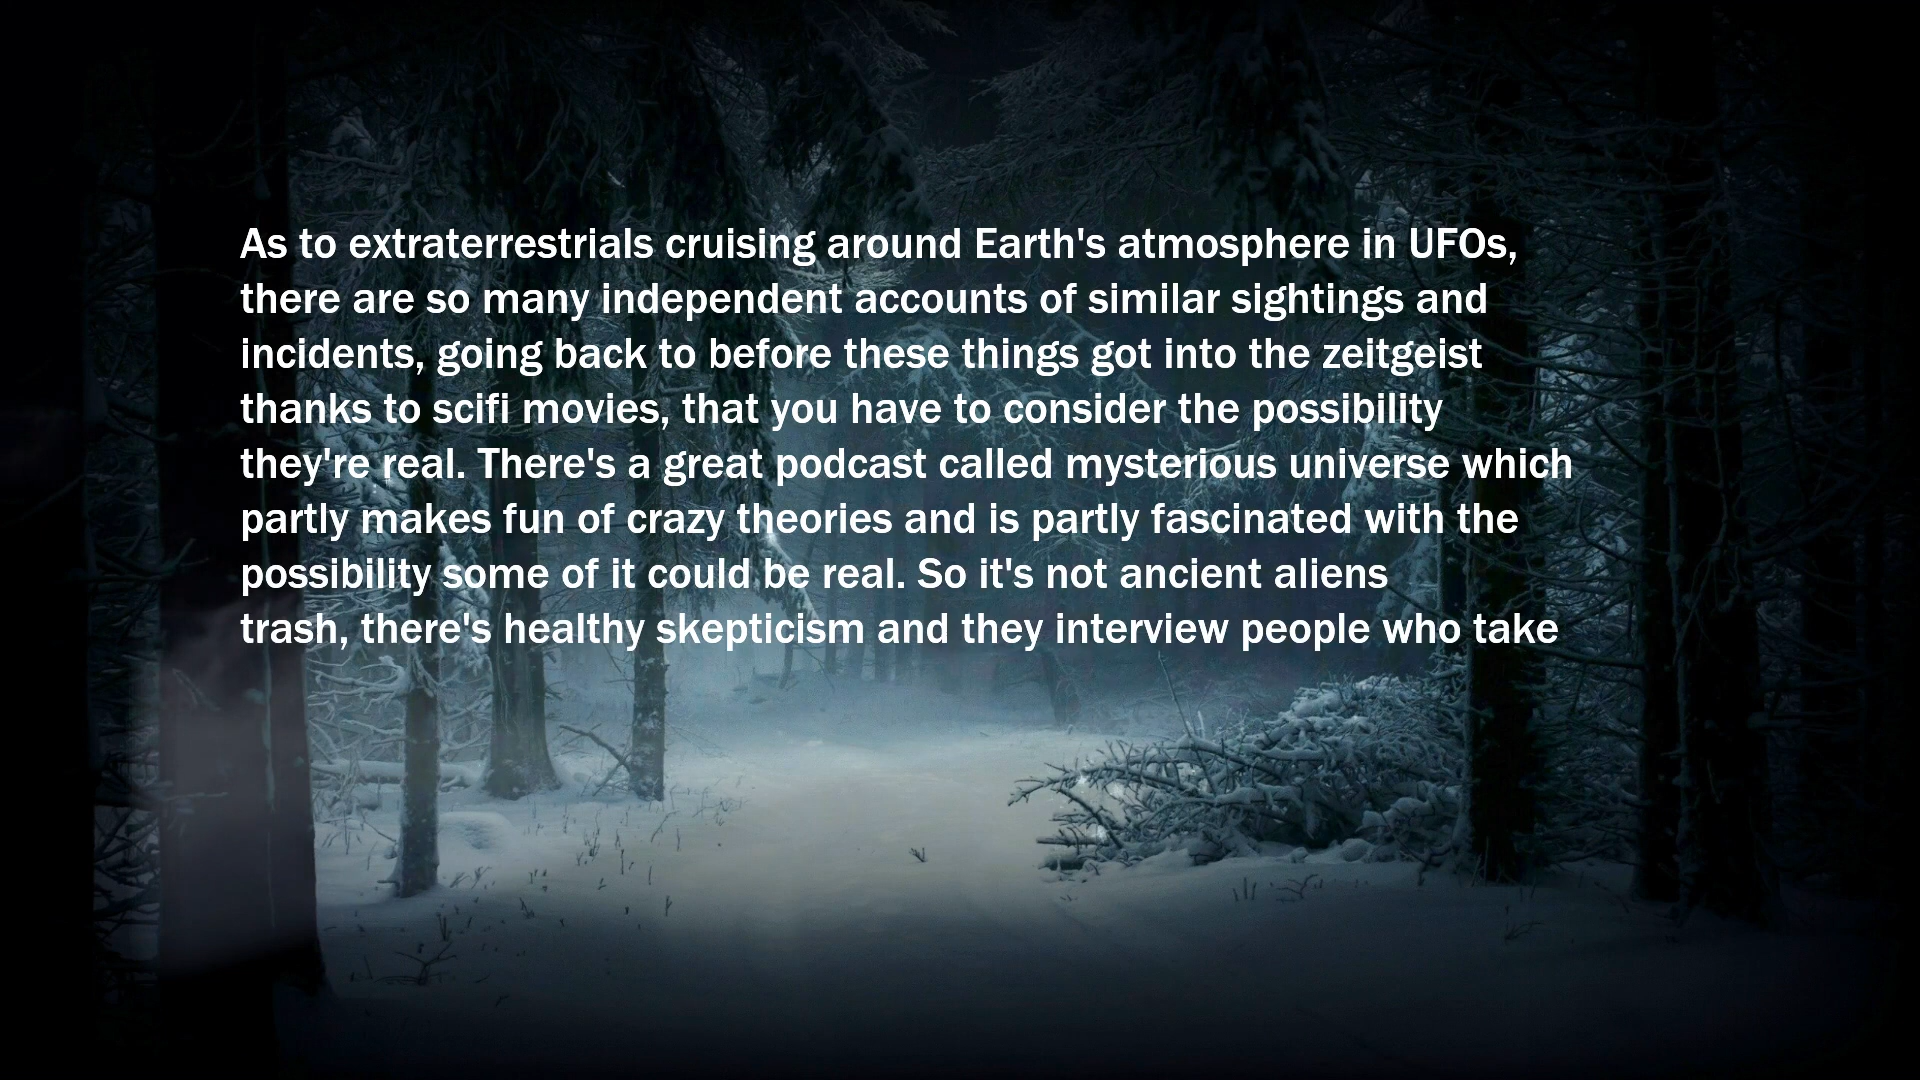 As to extraterrestrials cruising around Earth's atmosphere in UFOs,
there are so many independent accounts of similar sightings and
incidents, going back to before these things got into the zeitgeist
thanks to scifi movies, that you have to consider the possibility
they're real. There's a great podcast called mysterious universe which
partly makes fun of crazy theories and is partly fascinated with the
possibility some of it could be real. So it's not ancient aliens
trash, there's healthy skepticism and they interview people who take